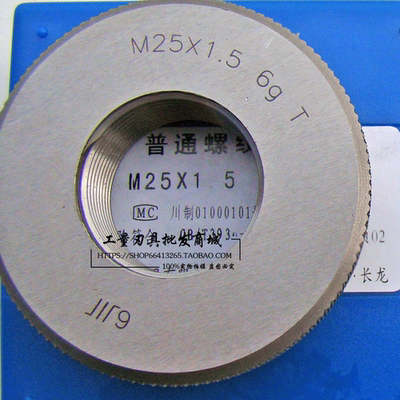 M25X1.5 6g T
普通螺纹
M25X1 5
MC 川制01000101
工量刃具批发商城
HTTPS://SHOP66413265.TAOBAO.COM
100%实物拍摄 盗图必究
102
·长龙